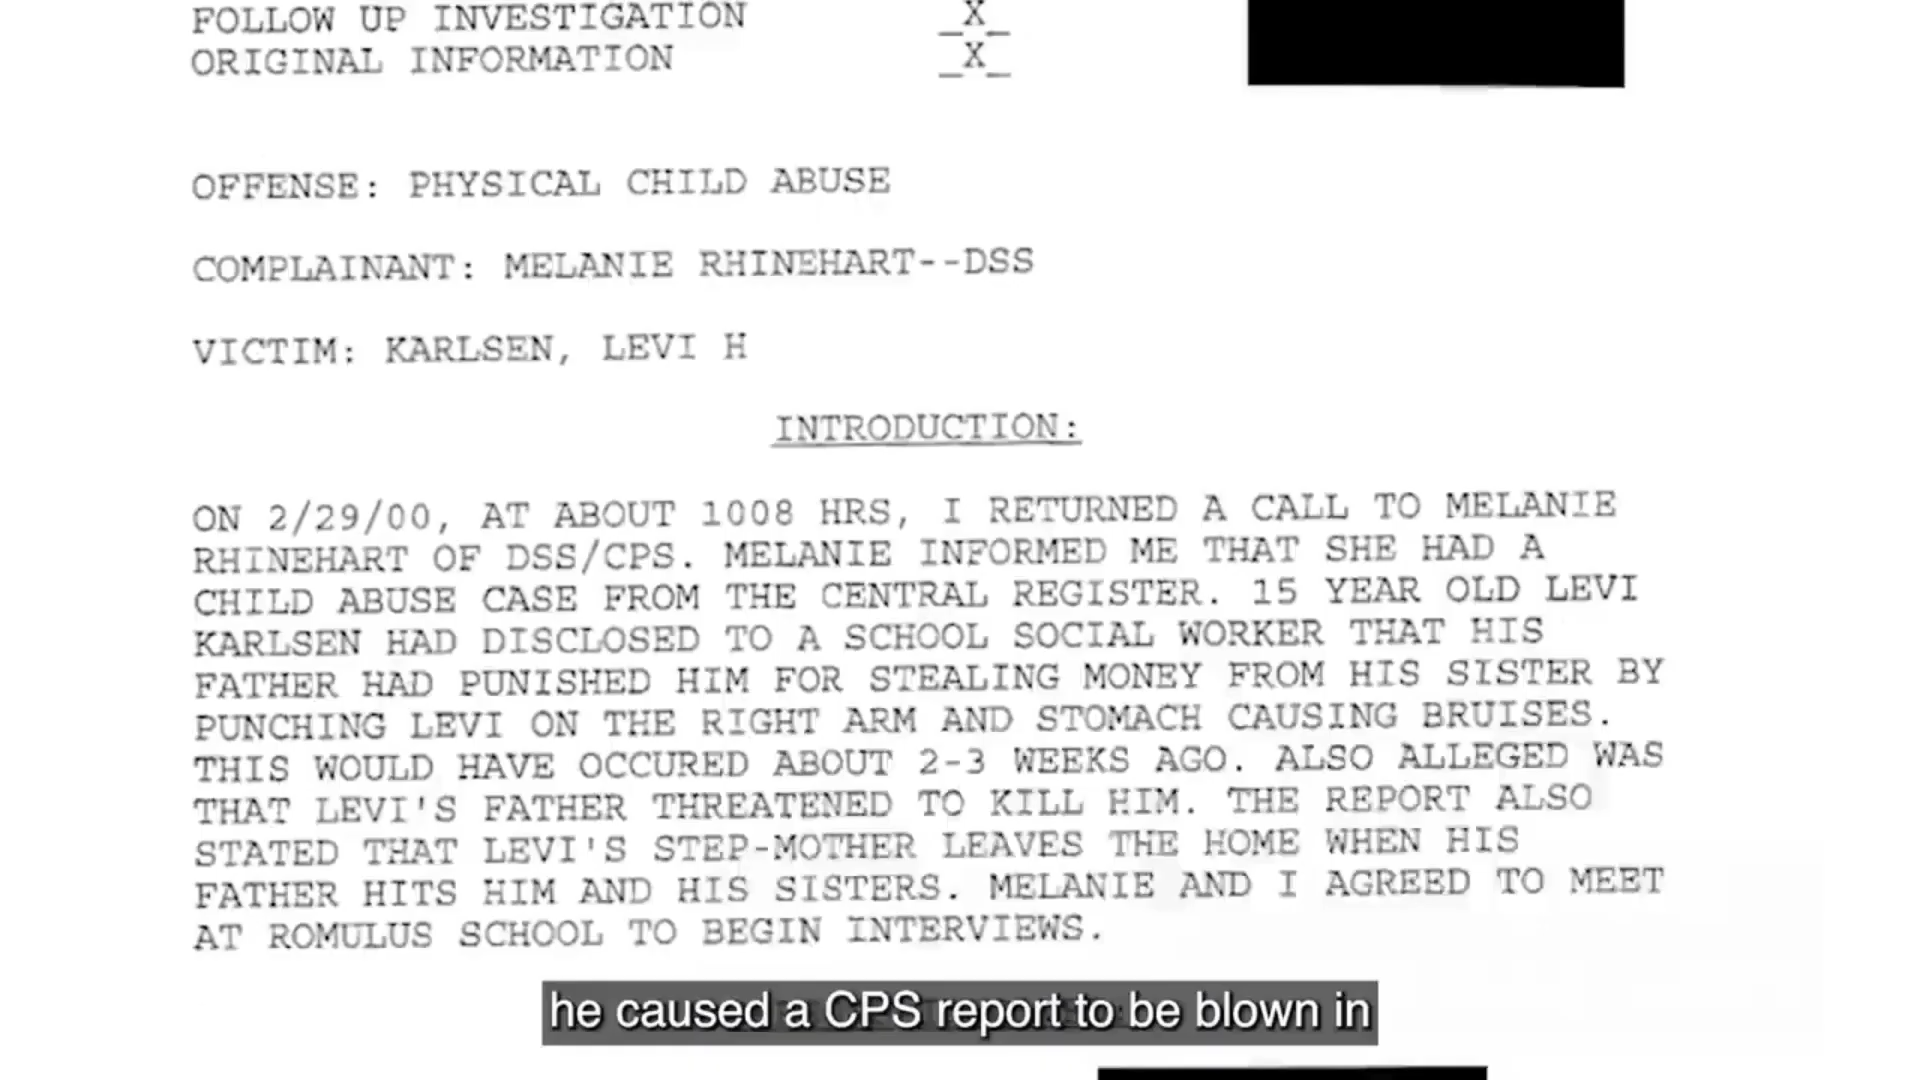 FOLLOW UP INVESTIGATION _X_
ORIGINAL INFORMATION _X_
OFFENSE: PHYSICAL CHILD ABUSE
COMPLAINANT: MELANIE RHINEHART--DSS
VICTIM: KARLSEN, LEVI H
INTRODUCTION:
ON 2/29/00, AT ABOUT 1008 HRS, I RETURNED A CALL TO MELANIE
RHINEHART OF DSS/CPS. MELANIE INFORMED ME THAT SHE HAD A
CHILD ABUSE CASE FROM THE CENTRAL REGISTER. 15 YEAR OLD LEVI
KARLSEN HAD DISCLOSED TO A SCHOOL SOCIAL WORKER THAT HIS
FATHER HAD PUNISHED HIM FOR STEALING MONEY FROM HIS SISTER BY
PUNCHING LEVI ON THE RIGHT ARM AND STOMACH CAUSING BRUISES.
THIS WOULD HAVE OCCURED ABOUT 2-3 WEEKS AGO. ALSO ALLEGED WAS
THAT LEVI'S FATHER THREATENED TO KILL HIM. THE REPORT ALSO
STATED THAT LEVI'S STEP-MOTHER LEAVES THE HOME WHEN HIS
FATHER HITS HIM AND HIS SISTERS. MELANIE AND I AGREED TO MEET
AT ROMULUS SCHOOL TO BEGIN INTERVIEWS.
he caused a CPS report to be blown in